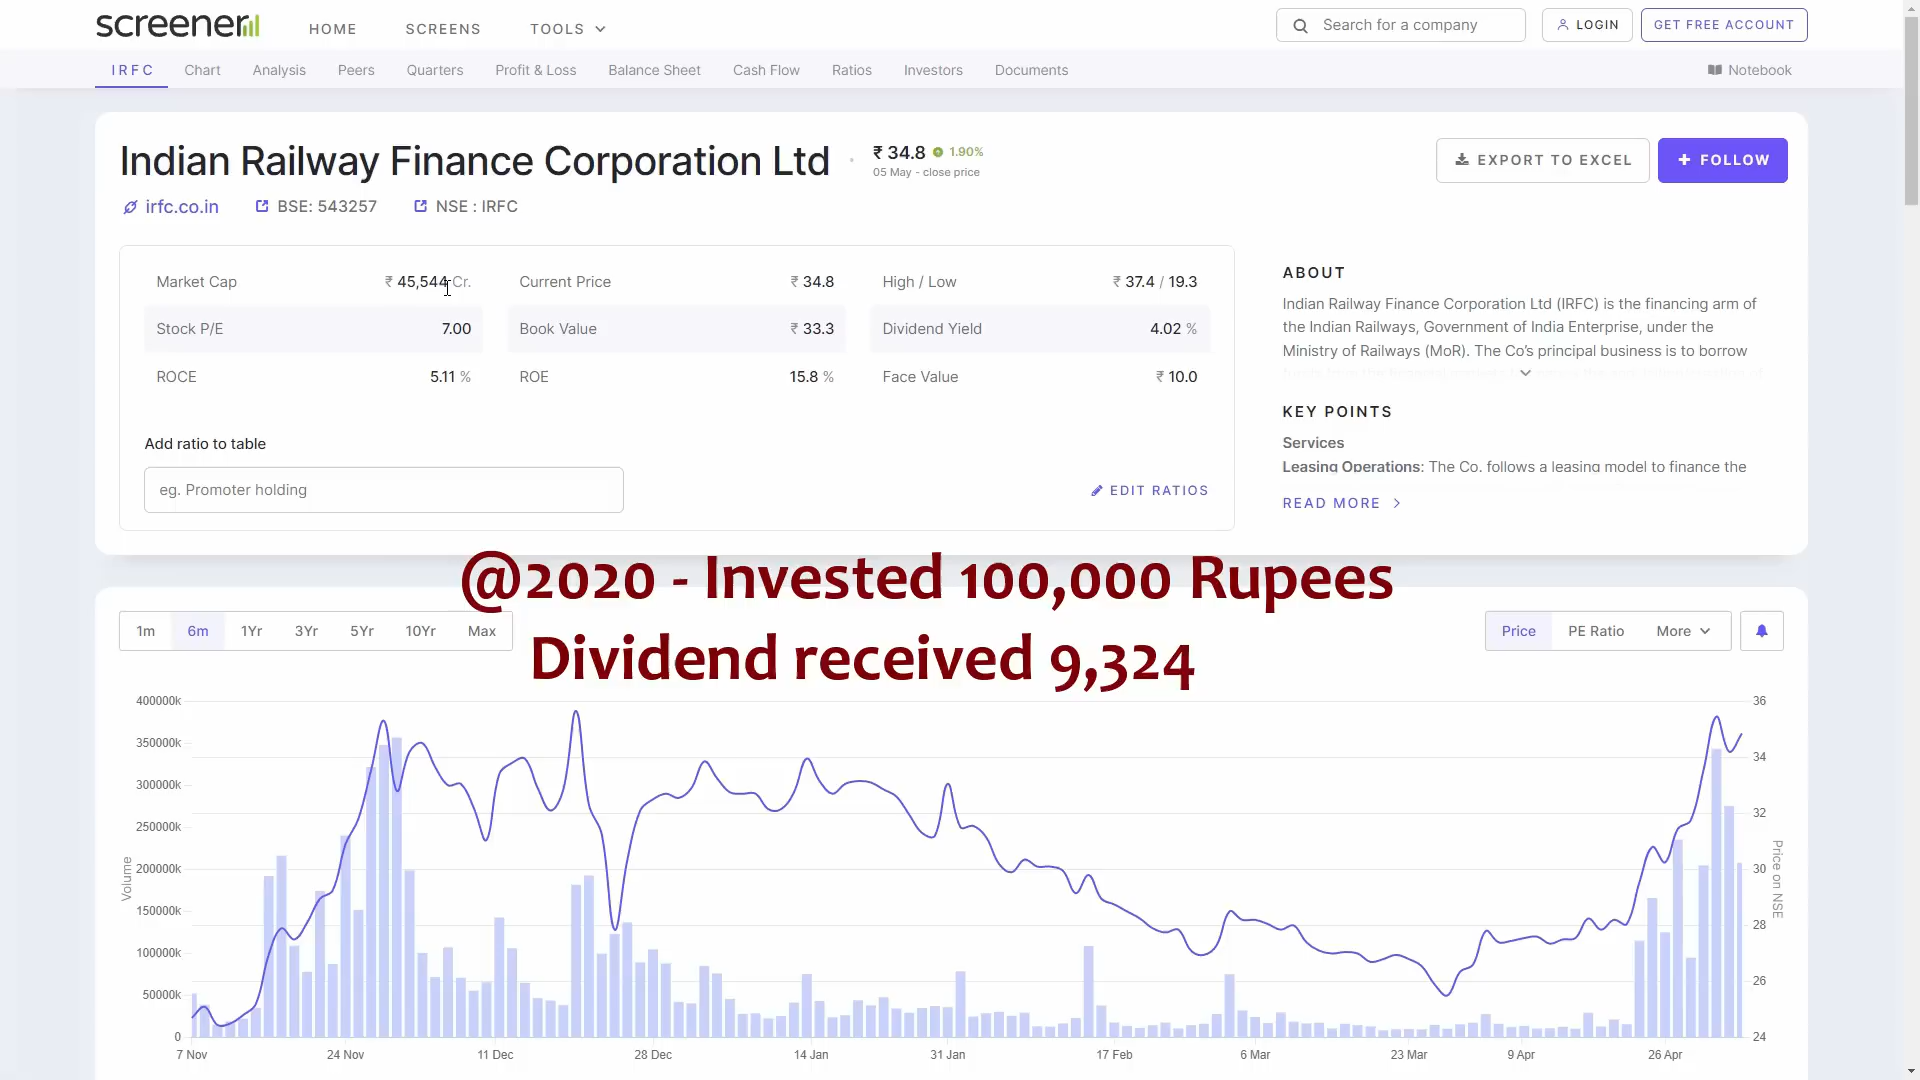 screener
HOME SCREENS TOOLS
Search for a company
LOGIN
GET FREE ACCOUNT
IRFC Chart Analysis Peers Quarters Profit & Loss Balance Sheet Cash Flow Ratios Investors Documents
Notebook
Indian Railway Finance Corporation Ltd
₹ 34.8 1.90%
05 May - close price
EXPORT TO EXCEL
+ FOLLOW
irfc.co.in BSE: 543257 NSE : IRFC
Market Cap ₹ 45,544 Cr. Current Price ₹ 34.8 High / Low ₹ 37.4 / 19.3
Stock P/E 7.00 Book Value ₹ 33.3 Dividend Yield 4.02 %
ROCE 5.11 % ROE 15.8 % Face Value ₹ 10.0
Add ratio to table
eg. Promoter holding
EDIT RATIOS
ABOUT
Indian Railway Finance Corporation Ltd (IRFC) is the financing arm of
the Indian Railways, Government of India Enterprise, under the
Ministry of Railways (MoR). The Co's principal business is to borrow
KEY POINTS
Services
Leasing Operations: The Co. follows a leasing model to finance the
READ MORE
@2020 - Invested 100,000 Rupees
Dividend received 9,324
1m 6m 1Yr 3Yr 5Yr 10Yr Max
Price PE Ratio More
400000k
350000k
300000k
250000k
200000k
150000k
100000k
50000k
0
Volume
36
34
32
30
28
26
24
Price on NSE
7 Nov 24 Nov 11 Dec 28 Dec 14 Jan 31 Jan 17 Feb 6 Mar 23 Mar 9 Apr 26 Apr